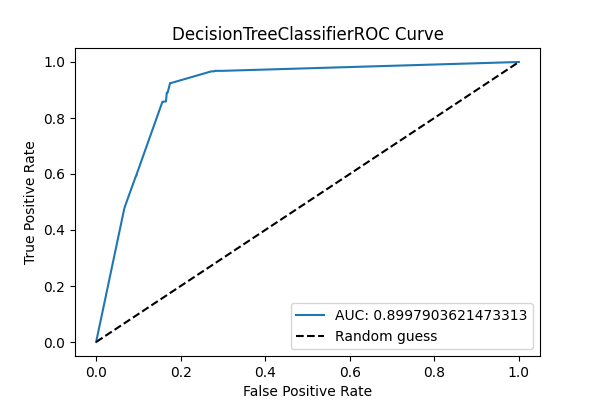 DecisionTreeClassifierROC Curve
True Positive Rate
1.0
0.8
0.6
0.4
0.2
0.0
AUC: 0.8997903621473313
Random guess
0.0 0.2 0.4 0.6 0.8 1.0
False Positive Rate